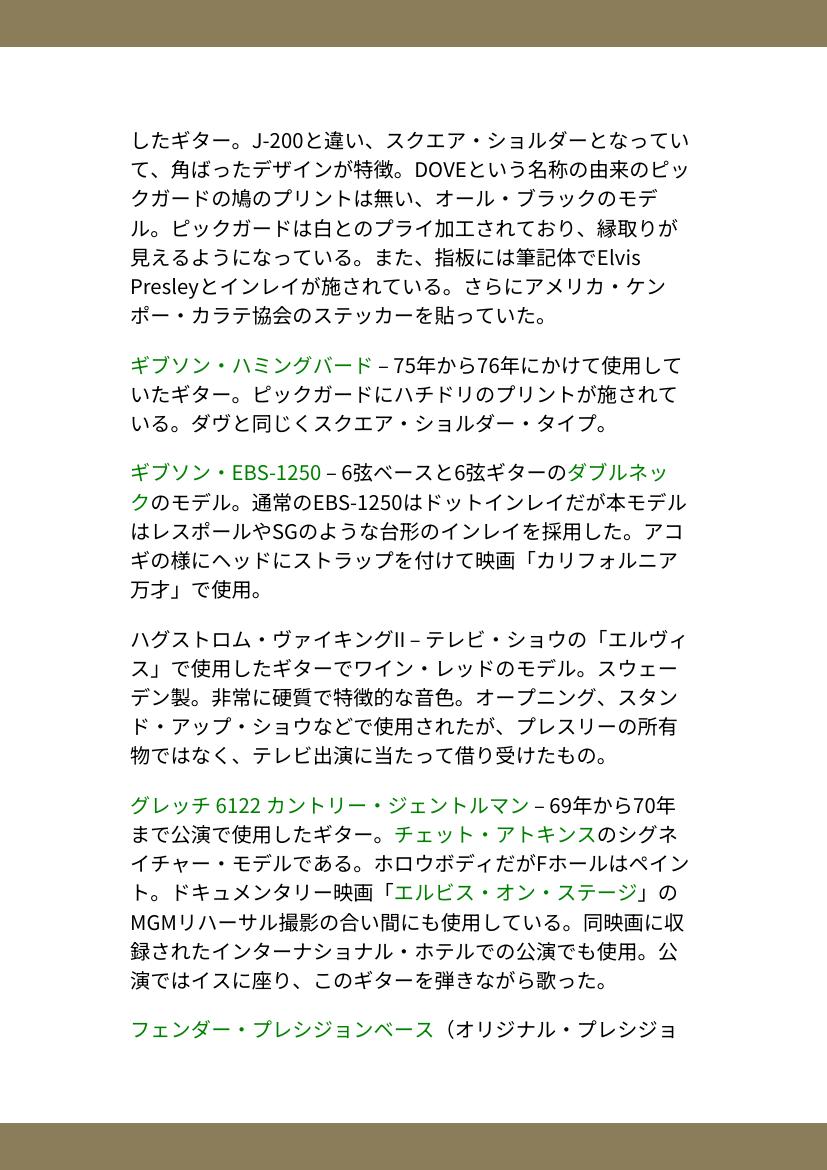 したギター。J-200と違い、スクエア・ショルダーとなってい
て、角ばったデザインが特徴。DOVEという名称の由来のピッ
クガードの鳩のプリントは無い、オール・ブラックのモデ
ル。ピックガードは白とのプライ加工されており、縁取りが
見えるようになっている。また、指板には筆記体でElvis
Presleyとインレイが施されている。さらにアメリカ・ケン
ポー・カラテ協会のステッカーを貼っていた。
ギブソン・ハミングバード – 75年から76年にかけて使用して
いたギター。ピックガードにハチドリのプリントが施されて
いる。ダヴと同じくスクエア・ショルダー・タイプ。
ギブソン・EBS-1250 – 6弦ベースと6弦ギターのダブルネッ
クのモデル。通常のEBS-1250はドットインレイだが本モデル
はレスポールやSGのような台形のインレイを採用した。アコ
ギの様にヘッドにストラップを付けて映画「カリフォルニア
万才」で使用。
ハグストロム・ヴァイキングII – テレビ・ショウの「エルヴィ
ス」で使用したギターでワイン・レッドのモデル。スウェー
デン製。非常に硬質で特徴的な音色。オープニング、スタン
ド・アップ・ショウなどで使用されたが、プレスリーの所有
物ではなく、テレビ出演に当たって借り受けたもの。
グレッチ 6122 カントリー・ジェントルマン – 69年から70年
まで公演で使用したギター。チェット・アトキンスのシグネ
イチャー・モデルである。ホロウボディだがFホールはペイン
ト。ドキュメンタリー映画「エルビス・オン・ステージ」の
MGMリハーサル撮影の合い間にも使用している。同映画に収
録されたインターナショナル・ホテルでの公演でも使用。公
演ではイスに座り、このギターを弾きながら歌った。
フェンダー・プレシジョンベース（オリジナル・プレシジョ